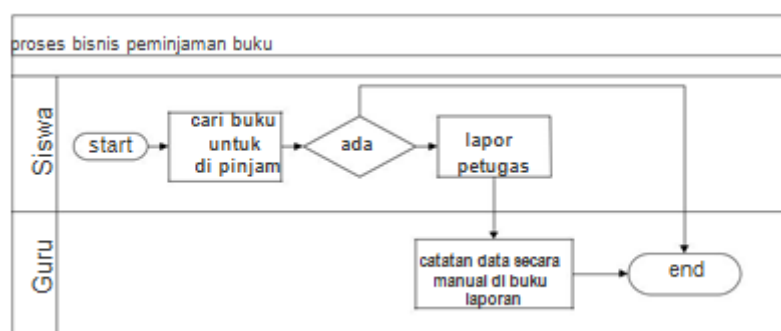 proses bisnis peminjaman buku
Siswa
start
cari buku
untuk
di pinjam
ada
lapor
petugas
Guru
catatan data secara
manual di buku
laporan
end